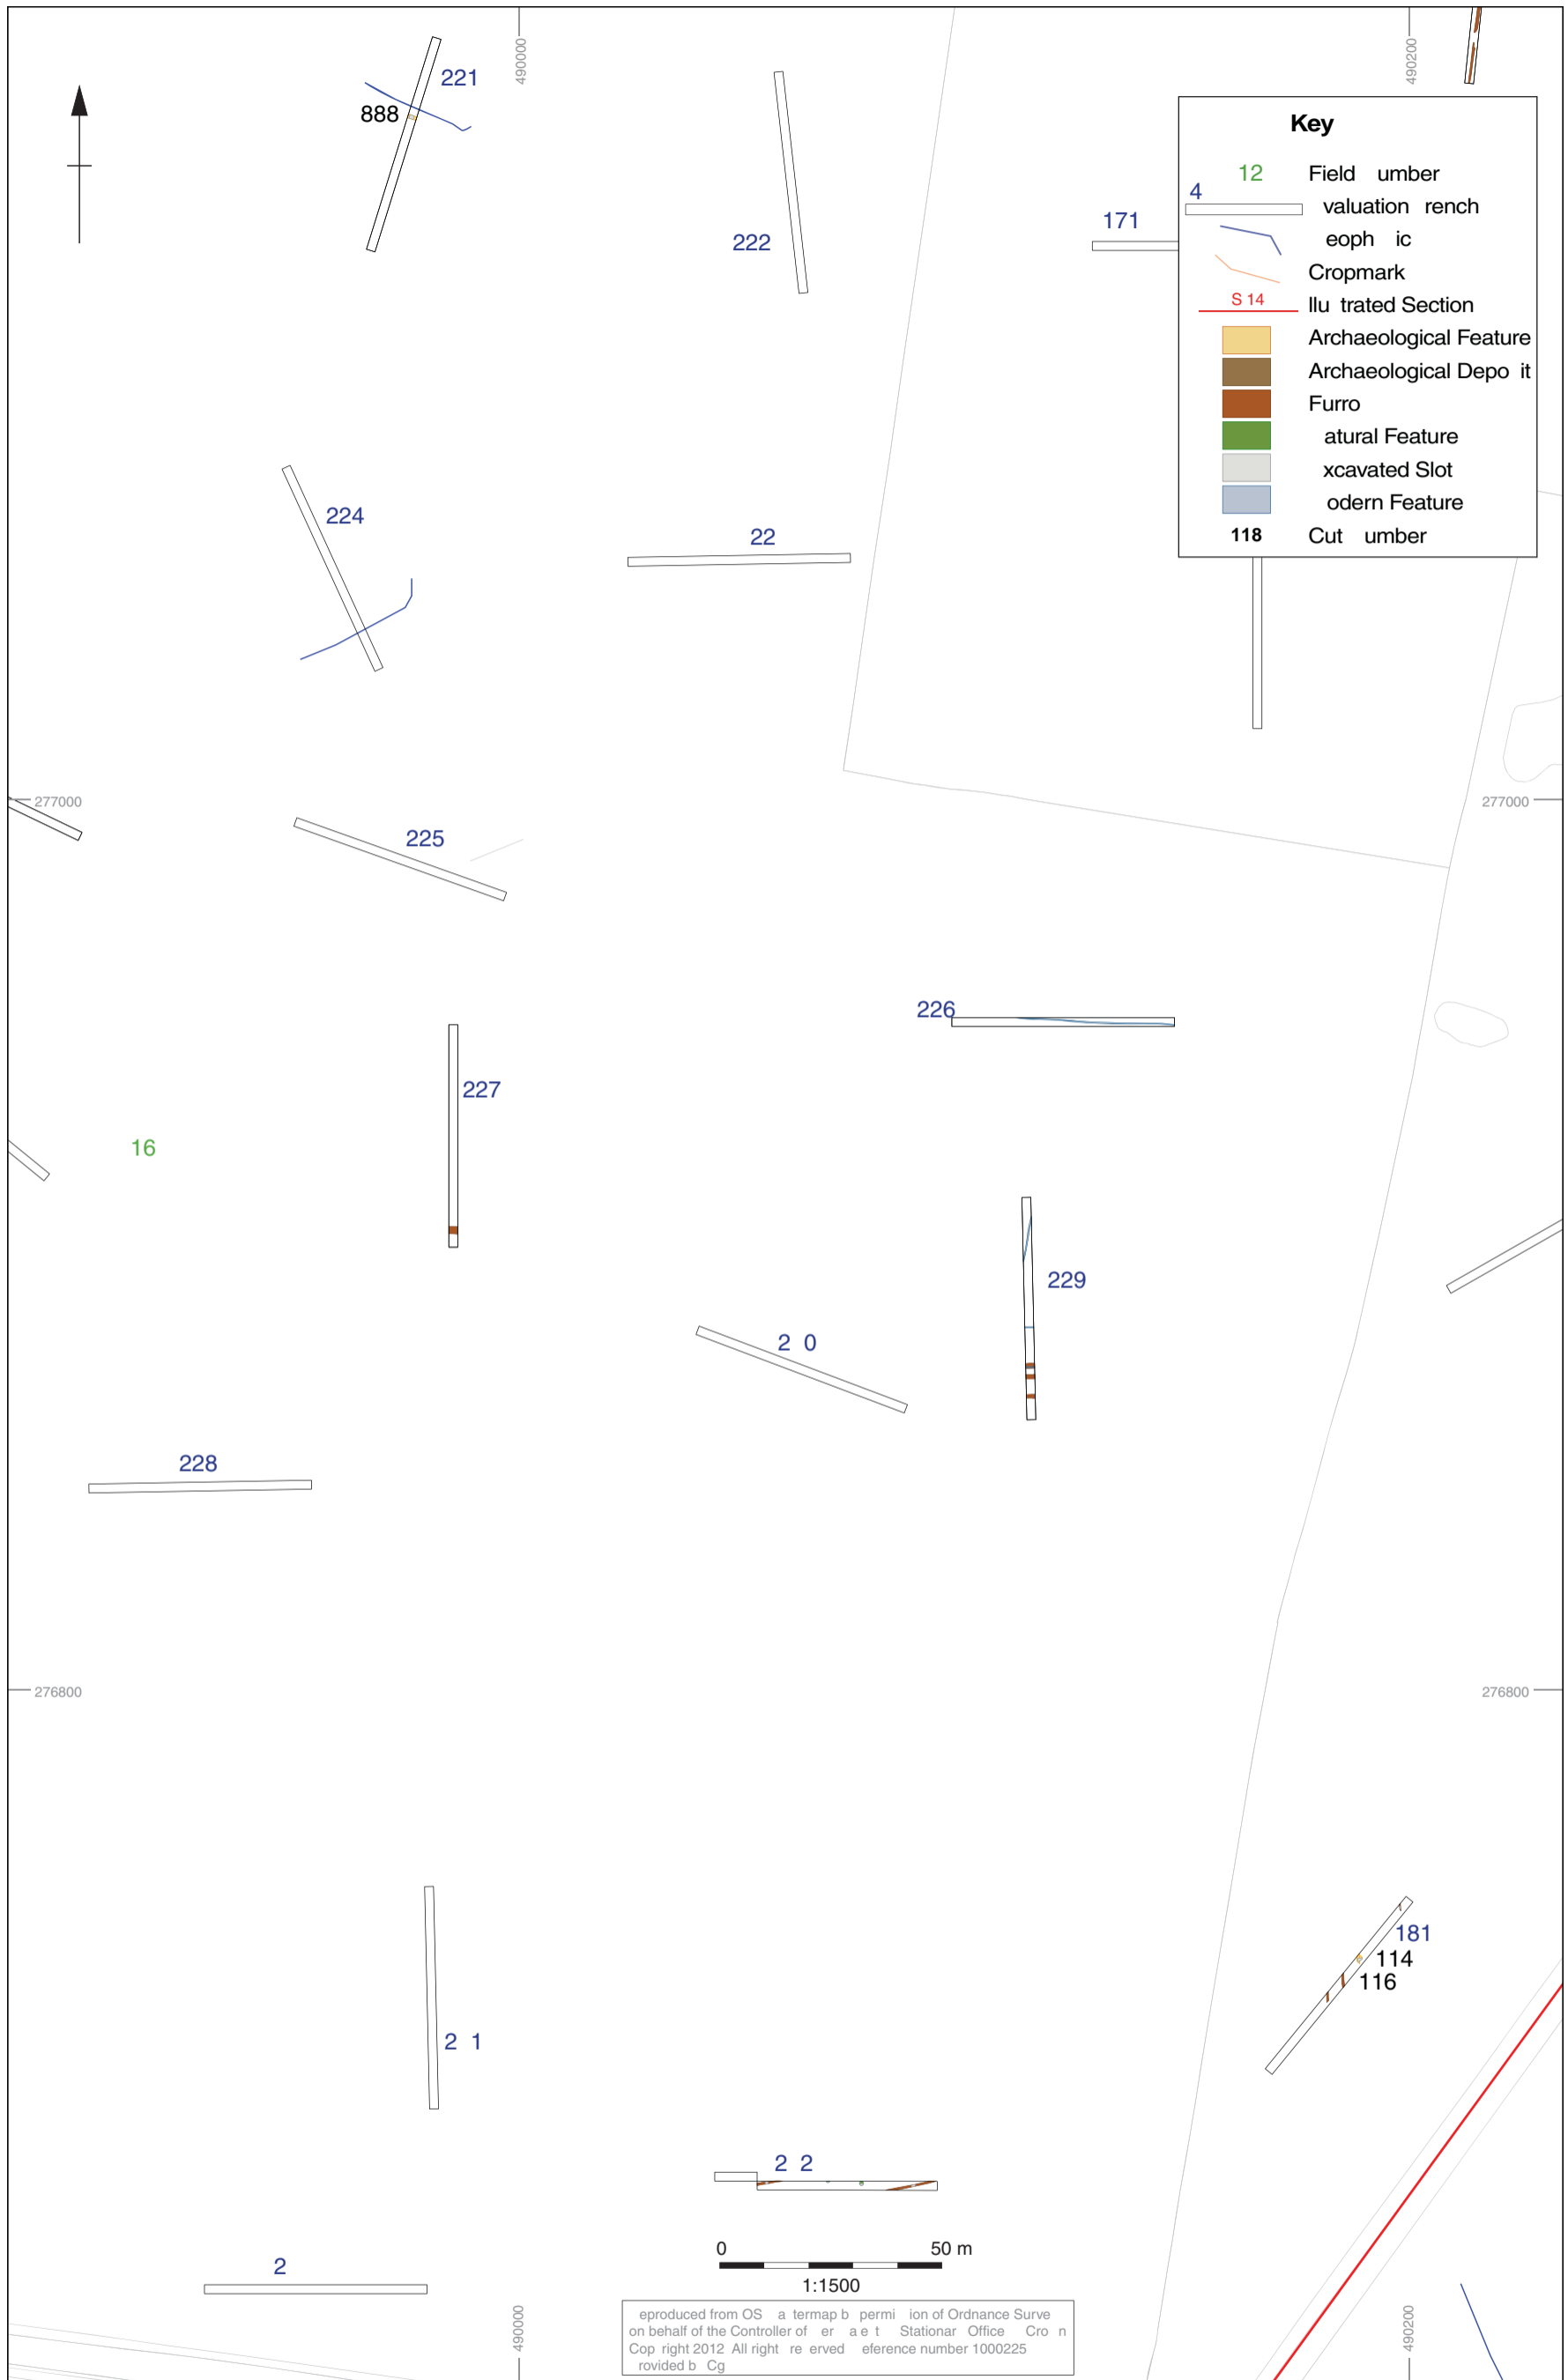 490000
490200
221
888
222
171
Key
12 Field umber
4 valuation rench
eoph ic
Cropmark
S 14 llu trated Section
Archaeological Feature
Archaeological Depo it
Furro
atural Feature
xcavated Slot
odern Feature
118 Cut umber
224
22
277000
277000
225
226
227
16
229
2 0
228
276800
276800
181
114
116
2 1
2 2
2
0 50 m
1:1500
eproduced from OS a termap b permi ion of Ordnance Surve
on behalf of the Controller of er a e t Stationar Office Cro n
Cop right 2012 All right re erved eference number 1000225
rovided b Cg
490000
490200